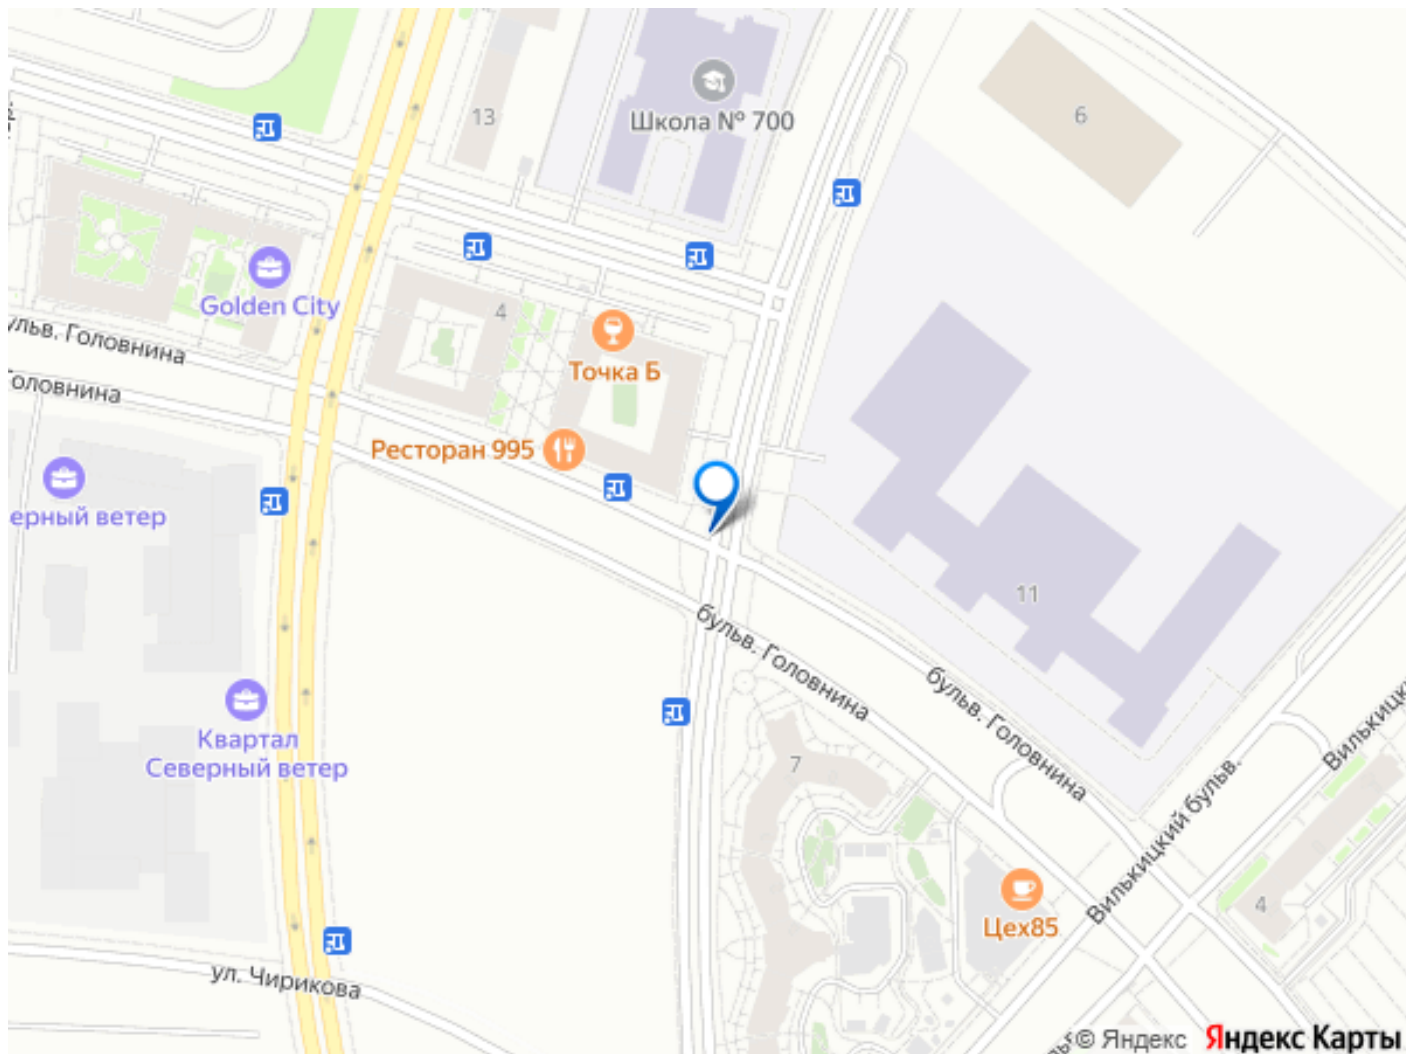 13
Школа № 700
6
Golden City
4
Точка Б
ульв. Головнина
оловнина
Ресторан 995
ерный ветер
11
бульв. Головнина
бульв. Головнина
Квартал
Северный ветер
7
Вилькицк
Вилькицкий бульв.
Цех85
4
ул. Чирикова
© Яндекс Яндекс Карты